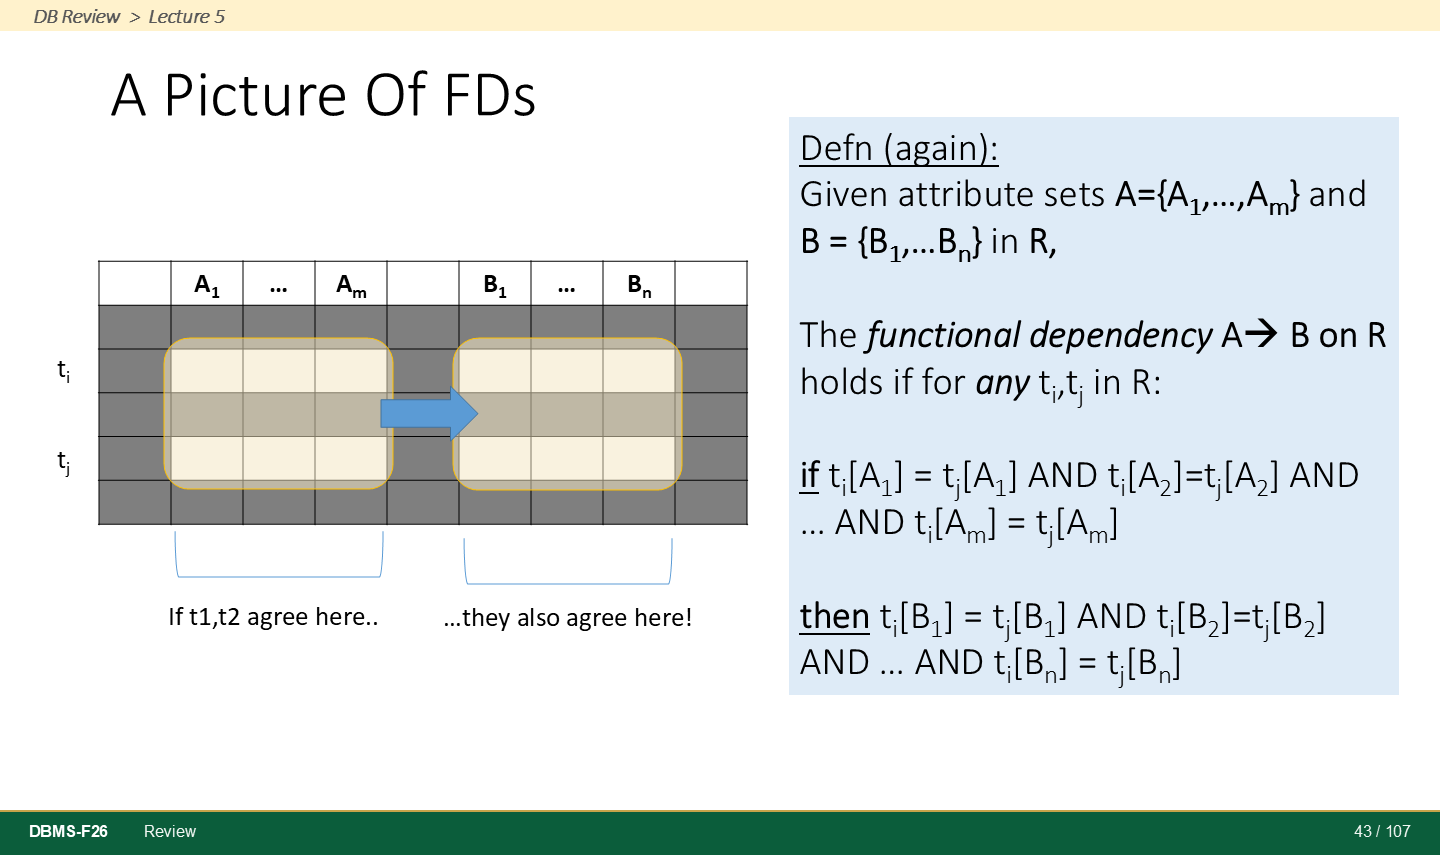 DB Review > Lecture 5
A Picture Of FDs
A₁ ... Aₘ B₁ ... Bₙ
tᵢ
tⱼ
If t1,t2 agree here..
...they also agree here!
Defn (again):
Given attribute sets A={A₁,...,Aₘ} and
B = {B₁,...Bₙ} in R,
The functional dependency A→ B on R
holds if for any tᵢ,tⱼ in R:
if tᵢ[A₁] = tⱼ[A₁] AND tᵢ[A₂]=tⱼ[A₂] AND
... AND tᵢ[Aₘ] = tⱼ[Aₘ]
then tᵢ[B₁] = tⱼ[B₁] AND tᵢ[B₂]=tⱼ[B₂]
AND ... AND tᵢ[Bₙ] = tⱼ[Bₙ]
DBMS-F26 Review 43 / 107